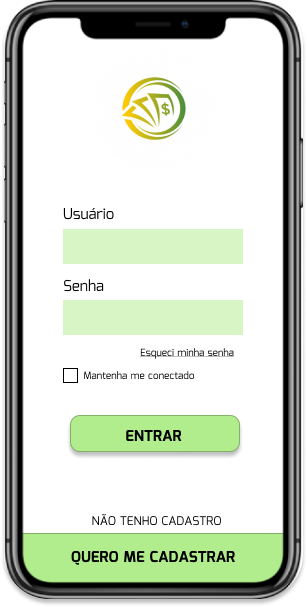 $
Usuário
Senha
Esqueci minha senha
Mantenha me conectado
ENTRAR
NÃO TENHO CADASTRO
QUERO ME CADASTRAR